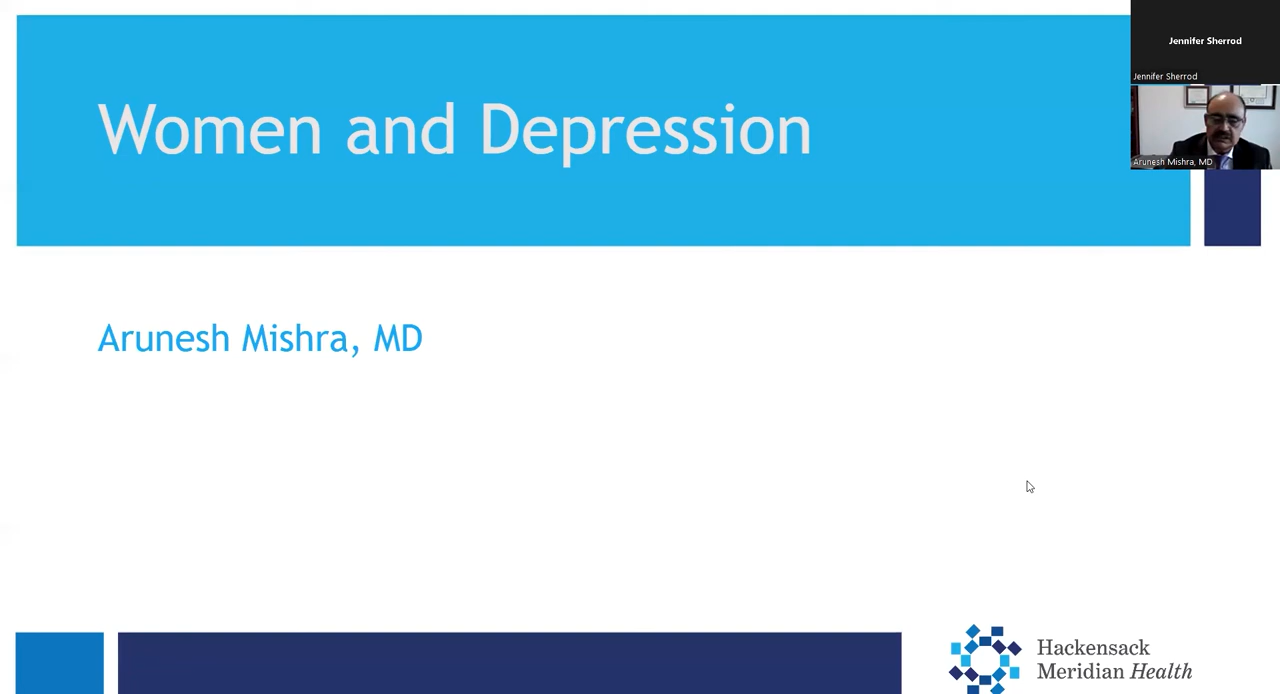 Women and Depression
Jennifer Sherrod
Jennifer Sherrod
Arunesh Mishra, MD
Arunesh Mishra, MD
Hackensack
Meridian Health